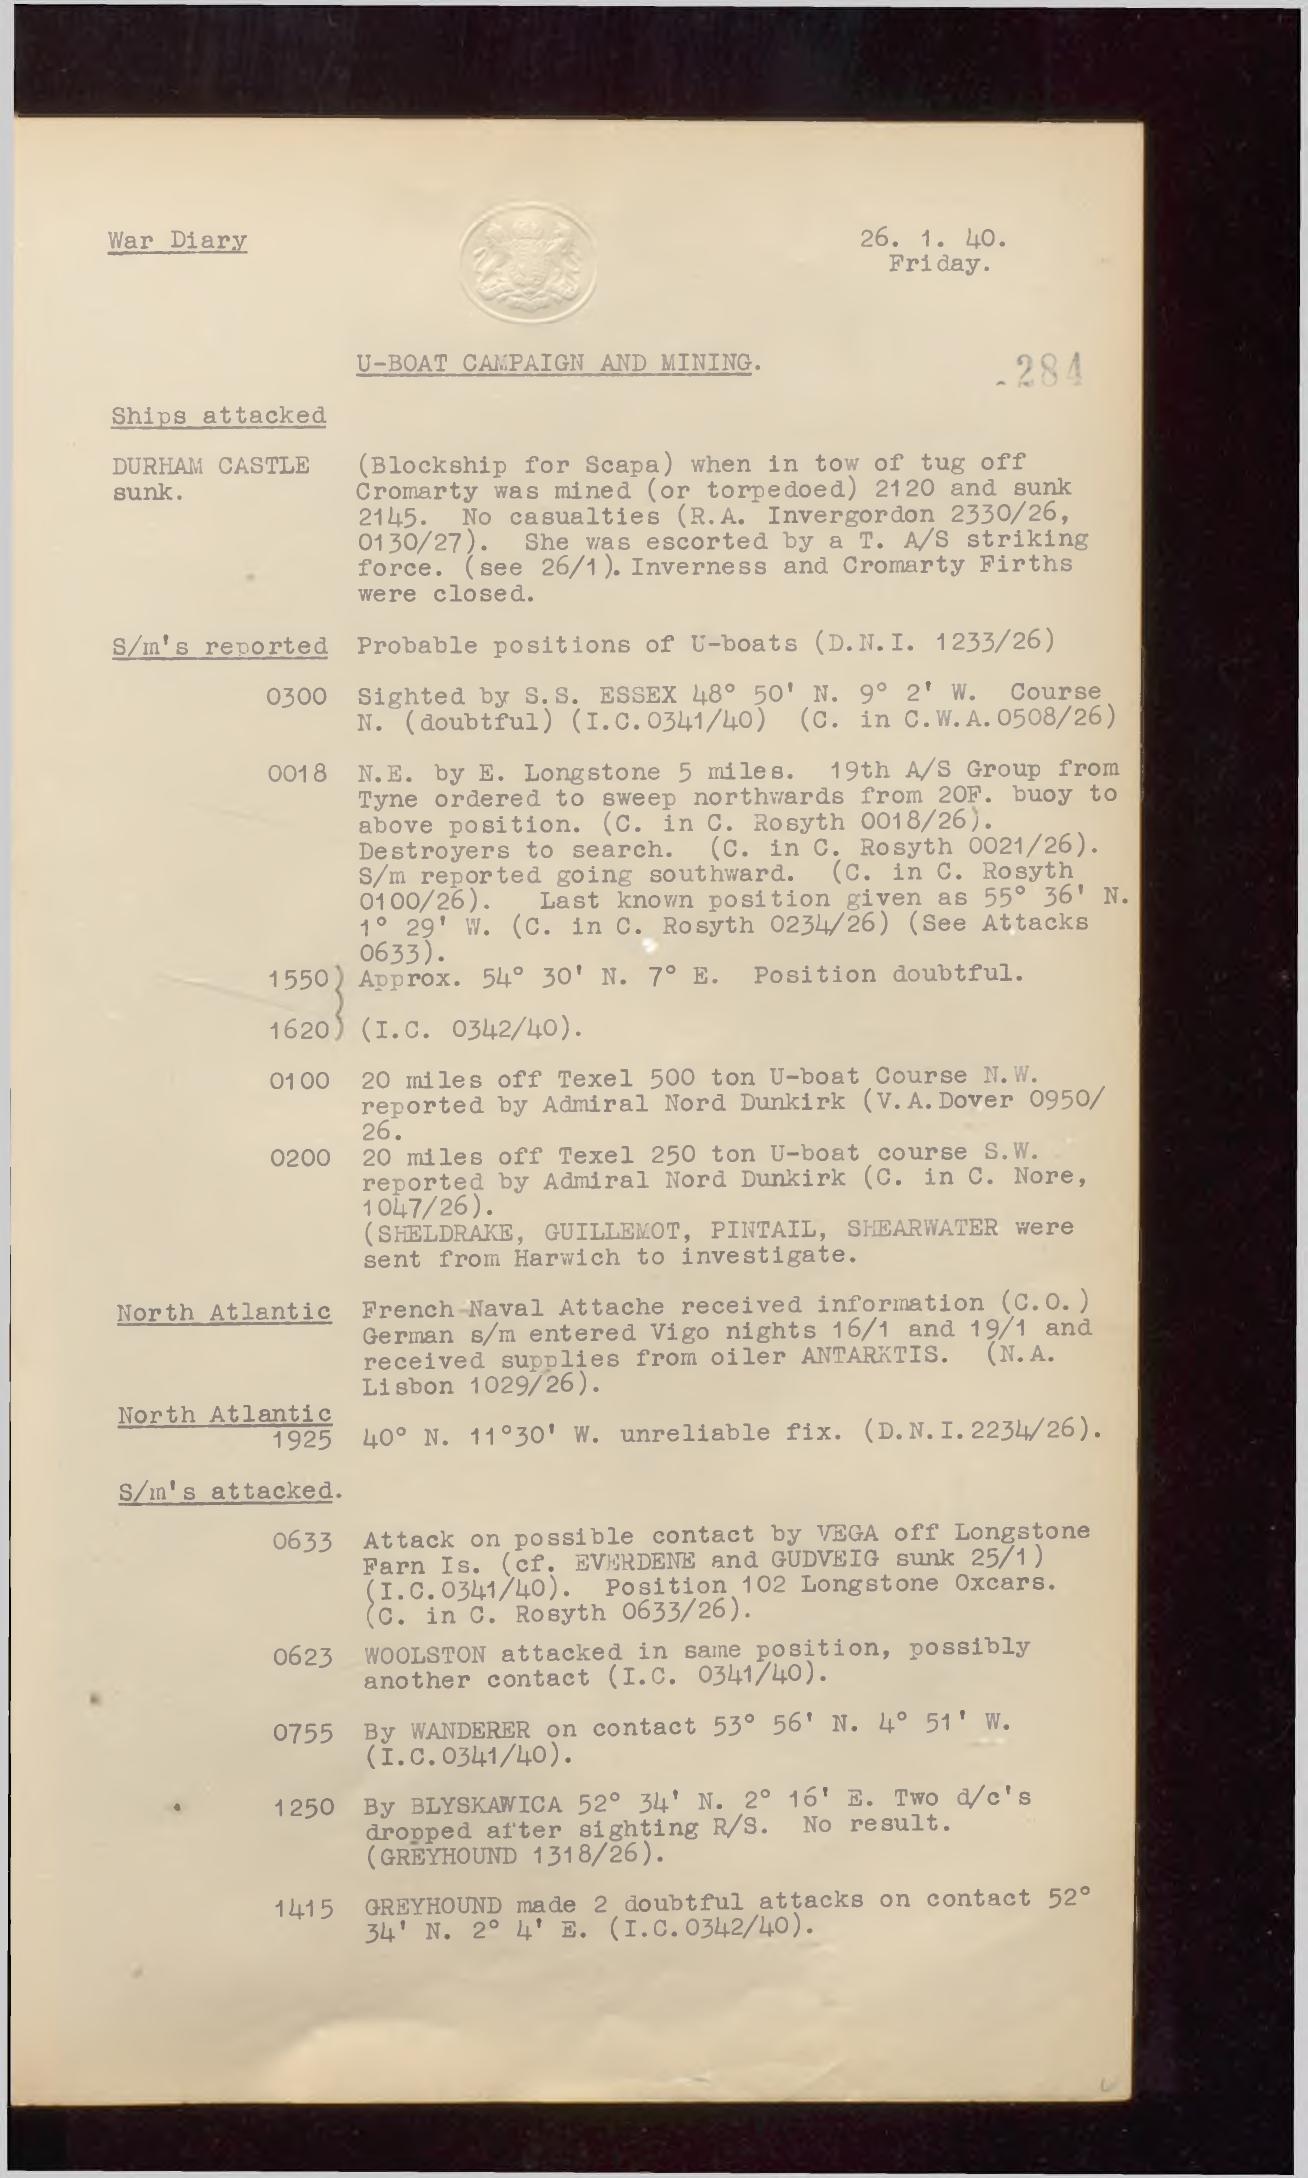 War Diary
26. 1. 40.
Friday.
U-BOAT CAMPAIGN AND MINING.
284
Ships attacked
DURHAM CASTLE (Blockship for Scapa) when in tow of tug off
sunk. Cromarty was mined (or torpedoed) 2120 and sunk
2145. No casualties (R.A. Invergordon 2330/26,
0130/27). She was escorted by a T. A/S striking
force. (see 26/1). Inverness and Cromarty Firths
were closed.
S/m's reported Probable positions of U-boats (D.N.I. 1233/26)
0300 Sighted by S.S. ESSEX 48° 50' N. 9° 2' W. Course
N. (doubtful) (I.C.0341/40) (C. in C.W.A.0508/26)
0018 N.E. by E. Longstone 5 miles. 19th A/S Group from
Tyne ordered to sweep northwards from 20F. buoy to
above position. (C. in C. Rosyth 0018/26).
Destroyers to search. (C. in C. Rosyth 0021/26).
S/m reported going southward. (C. in C. Rosyth
0100/26). Last known position given as 55° 36' N.
1° 29' W. (C. in C. Rosyth 0234/26) (See Attacks
0633).
1550) Approx. 54° 30' N. 7° E. Position doubtful.
1620) (I.C. 0342/40).
0100 20 miles off Texel 500 ton U-boat Course N.W.
reported by Admiral Nord Dunkirk (V.A.Dover 0950/
26.
0200 20 miles off Texel 250 ton U-boat course S.W.
reported by Admiral Nord Dunkirk (C. in C. Nore,
1047/26).
(SHELDRAKE, GUILLEMOT, PINTAIL, SHEARWATER were
sent from Harwich to investigate.
North Atlantic French Naval Attache received information (C.O.)
German s/m entered Vigo nights 16/1 and 19/1 and
received supplies from oiler ANTARKTIS. (N.A.
Lisbon 1029/26).
North Atlantic
1925 40° N. 11°30' W. unreliable fix. (D.N.I.2234/26).
S/m's attacked.
0633 Attack on possible contact by VEGA off Longstone
Farn Is. (cf. EVERDENE and GUDVEIG sunk 25/1)
(I.C.0341/40). Position 102 Longstone Oxcars.
(C. in C. Rosyth 0633/26).
0623 WOOLSTON attacked in same position, possibly
another contact (I.C. 0341/40).
0755 By WANDERER on contact 53° 56' N. 4° 51' W.
(I.C.0341/40).
1250 By BLYSKAWICA 52° 34' N. 2° 16' E. Two d/c's
dropped after sighting R/S. No result.
(GREYHOUND 1318/26).
1415 GREYHOUND made 2 doubtful attacks on contact 52°
34' N. 2° 4' E. (I.C.0342/40).